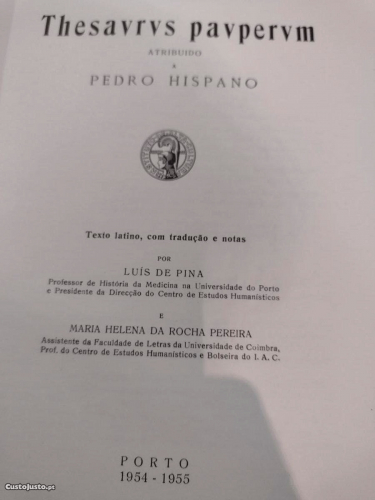 Thesavrvs pavpervm
ATRIBUIDO
A
PEDRO HISPANO
Texto latino, com tradução e notas
POR
LUÍS DE PINA
Professor de História da Medicina na Universidade do Porto
e Presidente da Direcção do Centro de Estudos Humanísticos
E
MARIA HELENA DA ROCHA PEREIRA
Assistente da Faculdade de Letras da Universidade de Coimbra,
Prof. do Centro de Estudos Humanísticos e Bolseira do I. A. C.
PORTO
1954-1955
CustoJusto.pt